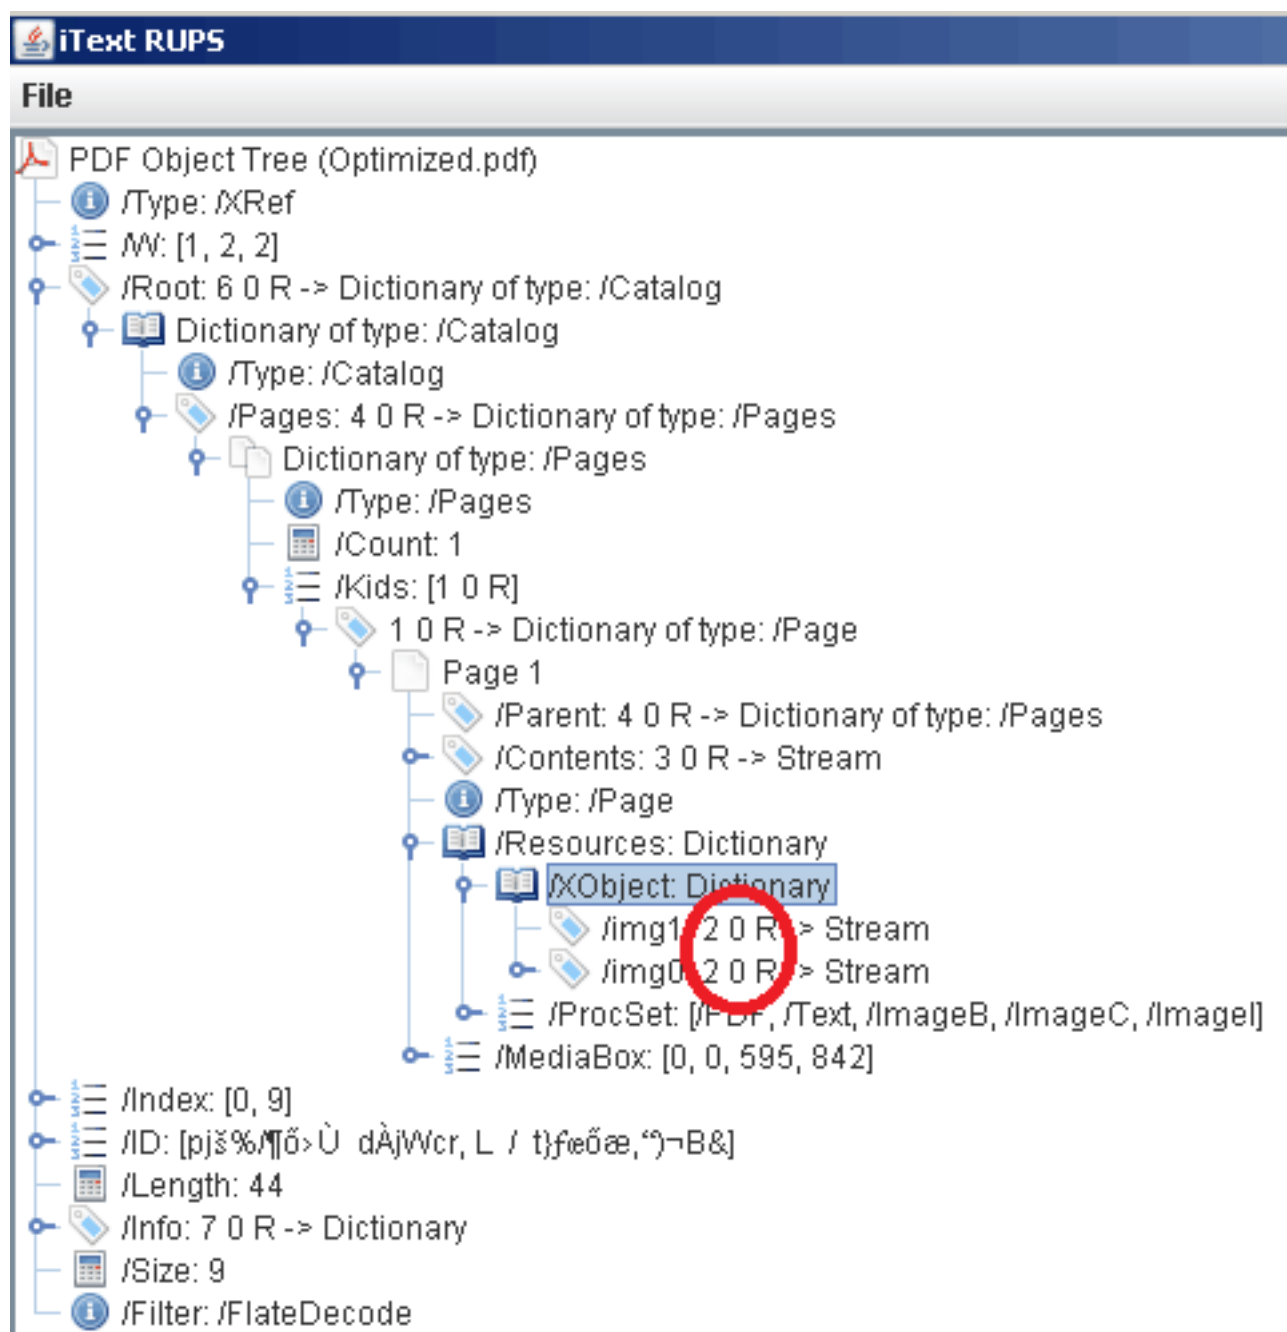 iText RUPS
File
PDF Object Tree (Optimized.pdf)
/Type: /XRef
/W: [1, 2, 2]
/Root: 6 0 R -> Dictionary of type: /Catalog
Dictionary of type: /Catalog
/Type: /Catalog
/Pages: 4 0 R -> Dictionary of type: /Pages
Dictionary of type: /Pages
/Type: /Pages
/Count: 1
/Kids: [1 0 R]
1 0 R -> Dictionary of type: /Page
Page 1
/Parent: 4 0 R -> Dictionary of type: /Pages
/Contents: 3 0 R -> Stream
/Type: /Page
/Resources: Dictionary
/XObject: Dictionary
/img1: 2 0 R -> Stream
/img0: 2 0 R -> Stream
/ProcSet: [/PDF, /Text, /ImageB, /ImageC, /ImageI]
/MediaBox: [0, 0, 595, 842]
/Index: [0, 9]
/ID:
/Length: 44
/Info: 7 0 R -> Dictionary
/Size: 9
/Filter: /FlateDecode